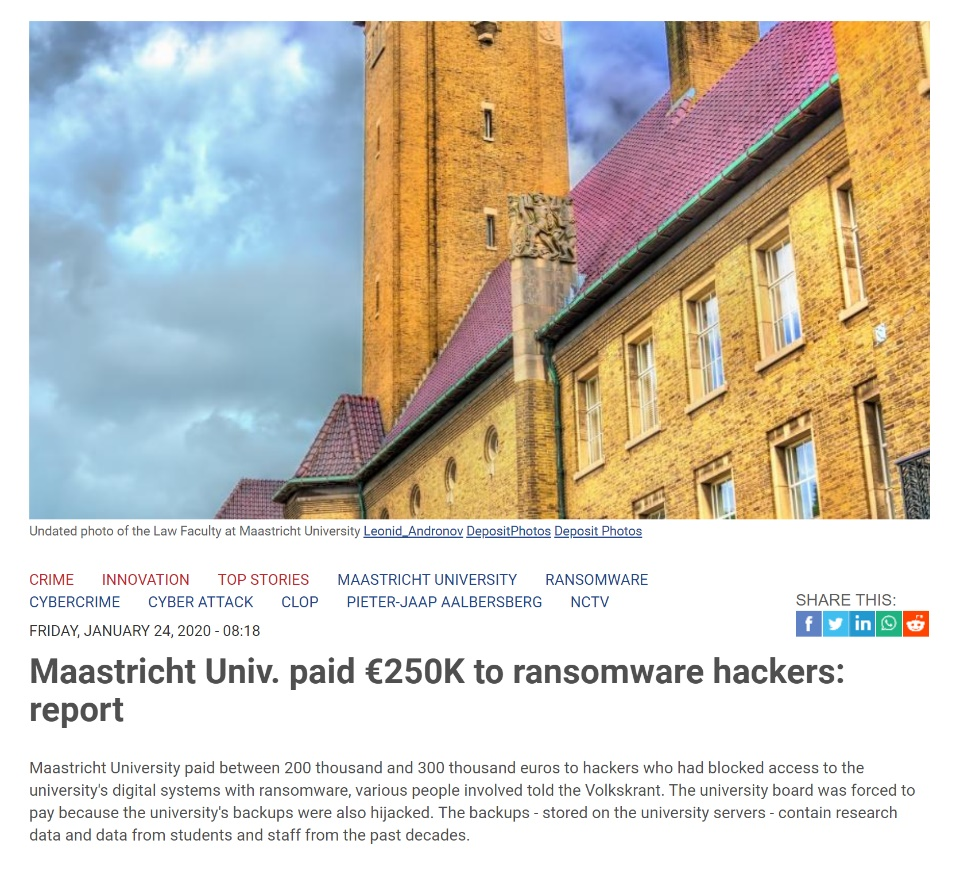 Undated photo of the Law Faculty at Maastricht University Leonid_Andronov DepositPhotos Deposit Photos
CRIME INNOVATION TOP STORIES MAASTRICHT UNIVERSITY RANSOMWARE
CYBERCRIME CYBER ATTACK CLOP PIETER-JAAP AALBERSBERG NCTV
SHARE THIS:
FRIDAY, JANUARY 24, 2020 - 08:18
Maastricht Univ. paid €250K to ransomware hackers:
report
Maastricht University paid between 200 thousand and 300 thousand euros to hackers who had blocked access to the
university's digital systems with ransomware, various people involved told the Volkskrant. The university board was forced to
pay because the university's backups were also hijacked. The backups - stored on the university servers - contain research
data and data from students and staff from the past decades.